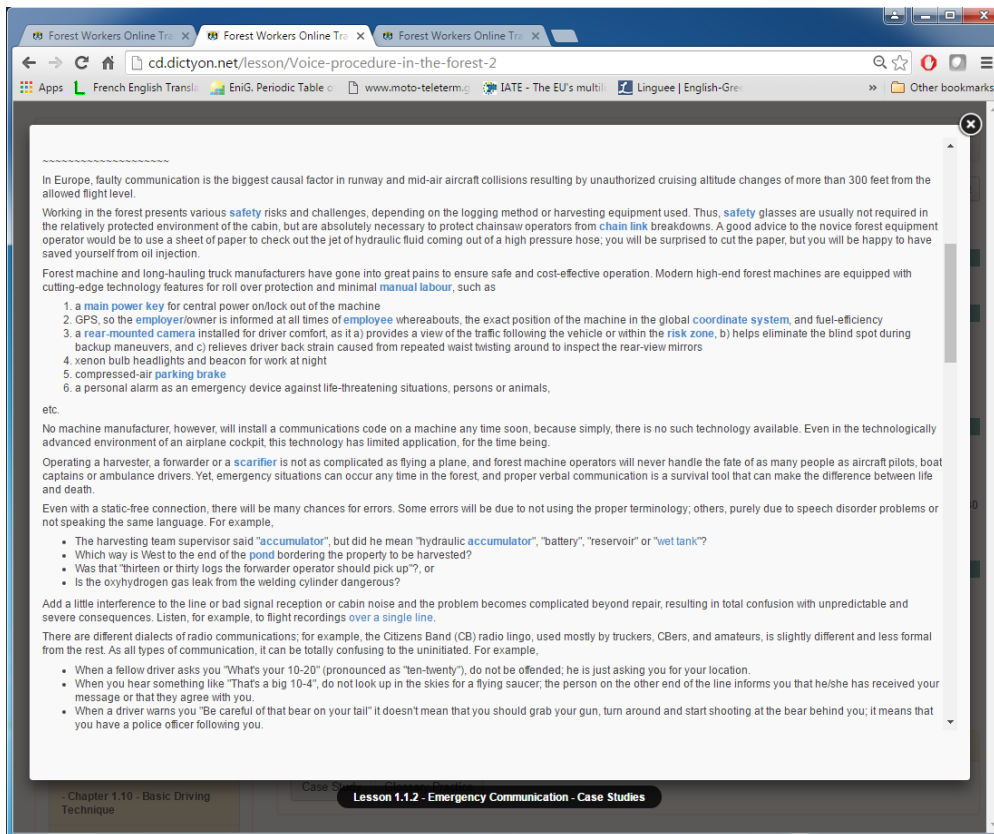 Forest Workers Online Tra
Forest Workers Online Tra
Forest Workers Online Tra
cd.dictyon.net/lesson/Voice-procedure-in-the-forest-2
Apps
French English Transla
EniG. Periodic Table o
www.moto-teleterm.g
IATE - The EU's multili
Linguee | English-Gre
»
Other bookmarks
~~~~~~~~~~~~~~~~~~~~
In Europe, faulty communication is the biggest causal factor in runway and mid-air aircraft collisions resulting by unauthorized cruising altitude changes of more than 300 feet from the
allowed flight level.
Working in the forest presents various safety risks and challenges, depending on the logging method or harvesting equipment used. Thus, safety glasses are usually not required in
the relatively protected environment of the cabin, but are absolutely necessary to protect chainsaw operators from chain link breakdowns. A good advice to the novice forest equipment
operator would be to use a sheet of paper to check out the jet of hydraulic fluid coming out of a high pressure hose; you will be surprised to cut the paper, but you will be happy to have
saved yourself from oil injection.
Forest machine and long-hauling truck manufacturers have gone into great pains to ensure safe and cost-effective operation. Modern high-end forest machines are equipped with
cutting-edge technology features for roll over protection and minimal manual labour, such as
1. a main power key for central power on/lock out of the machine
2. GPS, so the employer/owner is informed at all times of employee whereabouts, the exact position of the machine in the global coordinate system, and fuel-efficiency
3. a rear-mounted camera installed for driver comfort, as it a) provides a view of the traffic following the vehicle or within the risk zone, b) helps eliminate the blind spot during
backup maneuvers, and c) relieves driver back strain caused from repeated waist twisting around to inspect the rear-view mirrors
4. xenon bulb headlights and beacon for work at night
5. compressed-air parking brake
6. a personal alarm as an emergency device against life-threatening situations, persons or animals,
etc.
No machine manufacturer, however, will install a communications code on a machine any time soon, because simply, there is no such technology available. Even in the technologically
advanced environment of an airplane cockpit, this technology has limited application, for the time being.
Operating a harvester, a forwarder or a scarifier is not as complicated as flying a plane, and forest machine operators will never handle the fate of as many people as aircraft pilots, boat
captains or ambulance drivers. Yet, emergency situations can occur any time in the forest, and proper verbal communication is a survival tool that can make the difference between life
and death.
Even with a static-free connection, there will be many chances for errors. Some errors will be due to not using the proper terminology; others, purely due to speech disorder problems or
not speaking the same language. For example,
• The harvesting team supervisor said "accumulator", but did he mean "hydraulic accumulator", "battery", "reservoir" or "wet tank"?
• Which way is West to the end of the pond bordering the property to be harvested?
• Was that "thirteen or thirty logs the forwarder operator should pick up"?, or
• Is the oxyhydrogen gas leak from the welding cylinder dangerous?
Add a little interference to the line or bad signal reception or cabin noise and the problem becomes complicated beyond repair, resulting in total confusion with unpredictable and
severe consequences. Listen, for example, to flight recordings over a single line.
There are different dialects of radio communications; for example, the Citizens Band (CB) radio lingo, used mostly by truckers, CBers, and amateurs, is slightly different and less formal
from the rest. As all types of communication, it can be totally confusing to the uninitiated. For example,
• When a fellow driver asks you "What's your 10-20" (pronounced as "ten-twenty"), do not be offended; he is just asking you for your location.
• When you hear something like "That's a big 10-4", do not look up in the skies for a flying saucer; the person on the other end of the line informs you that he/she has received your
message or that they agree with you.
• When a driver warns you "Be careful of that bear on your tail" it doesn't mean that you should grab your gun, turn around and start shooting at the bear behind you; it means that
you have a police officer following you.
- Chapter 1.10 - Basic Driving
Technique
Case
Lesson 1.1.2 - Emergency Communication - Case Studies